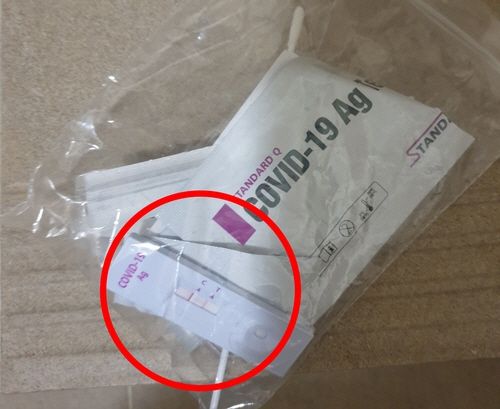 STANDARD Q
COVID-19 Ag
STANDA
COVID-19
Ag
C
T